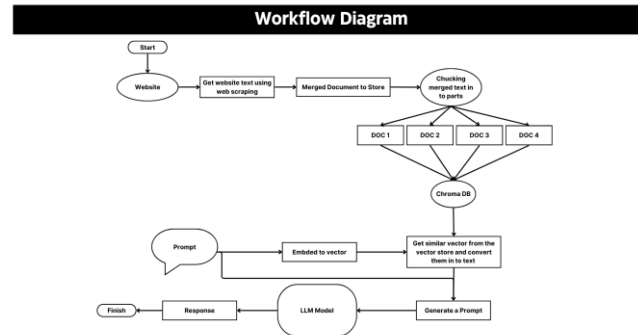 Workflow Diagram
Start
Website
Get website text using
web scraping
Merged Document to Store
Chucking
merged text in
to parts
DOC 1
DOC 2
DOC 3
DOC 4
Chroma DB
Prompt
Embded to vector
Get similar vector from the
vector store and convert
them in to text
Finish
Response
LLM Model
Generate a Prompt